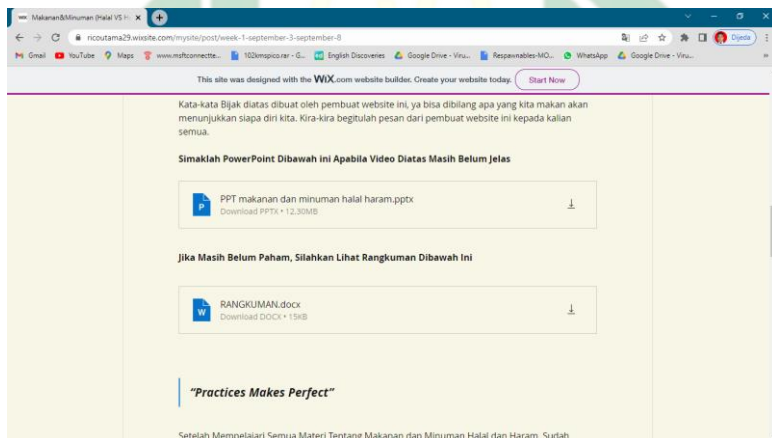 Makanan&Minuman (Halal VS H
ricoutama29.wixsite.com/mysite/post/week-1-september-3-september-8
Dijeda
Gmail YouTube Maps www.msftconnectte... 102kmspico.rar - G... English Discoveries Google Drive - Viru... Respawnables-MO... WhatsApp Google Drive - Viru...
This site was designed with the WiX.com website builder. Create your website today. Start Now
Kata-kata Bijak diatas dibuat oleh pembuat website ini, ya bisa dibilang apa yang kita makan akan
menunjukkan siapa diri kita. Kira-kira begitulah pesan dari pembuat website ini kepada kalian
semua.
Simaklah PowerPoint Dibawah ini Apabila Video Diatas Masih Belum Jelas
P
PPT makanan dan minuman halal haram.pptx
Download PPTX • 12.30MB
Jika Masih Belum Paham, Silahkan Lihat Rangkuman Dibawah Ini
W
RANGKUMAN.docx
Download DOCX • 15KB
“Practices Makes Perfect”
Setelah Mempelajari Semua Materi Tentang Makanan dan Minuman Halal dan Haram, Sudah